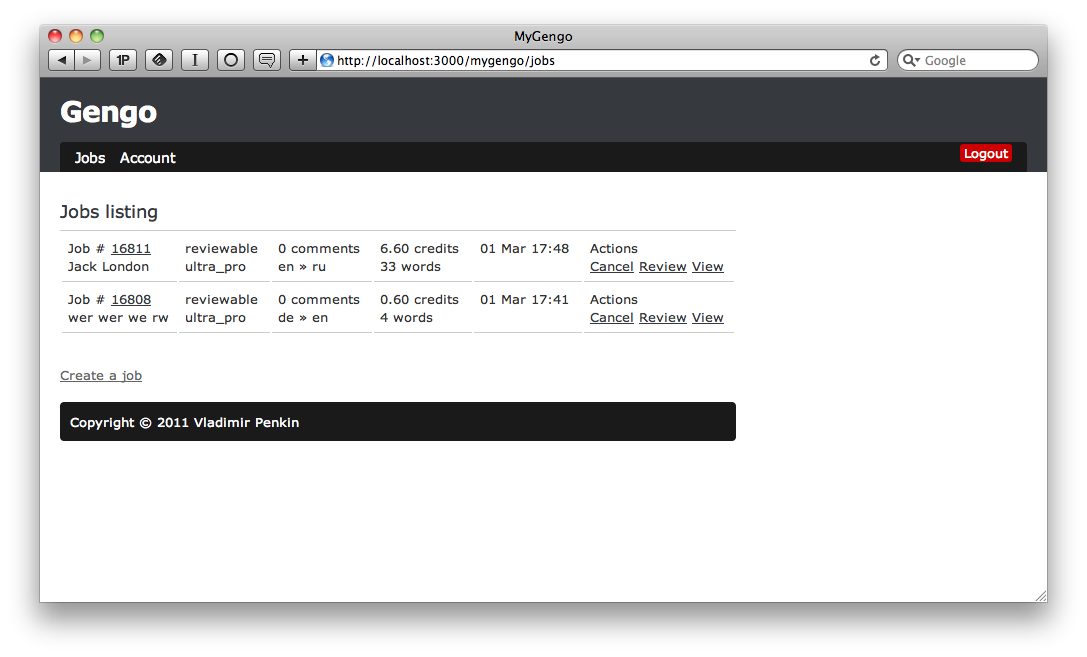 MyGengo
1P
I
+
http://localhost:3000/mygengo/jobs
Google
Gengo
Jobs Account Logout
Jobs listing
Job # 16811 reviewable 0 comments 6.60 credits 01 Mar 17:48 Actions
Jack London ultra_pro en » ru 33 words Cancel Review View
Job # 16808 reviewable 0 comments 0.60 credits 01 Mar 17:41 Actions
wer wer we rw ultra_pro de » en 4 words Cancel Review View
Create a job
Copyright © 2011 Vladimir Penkin